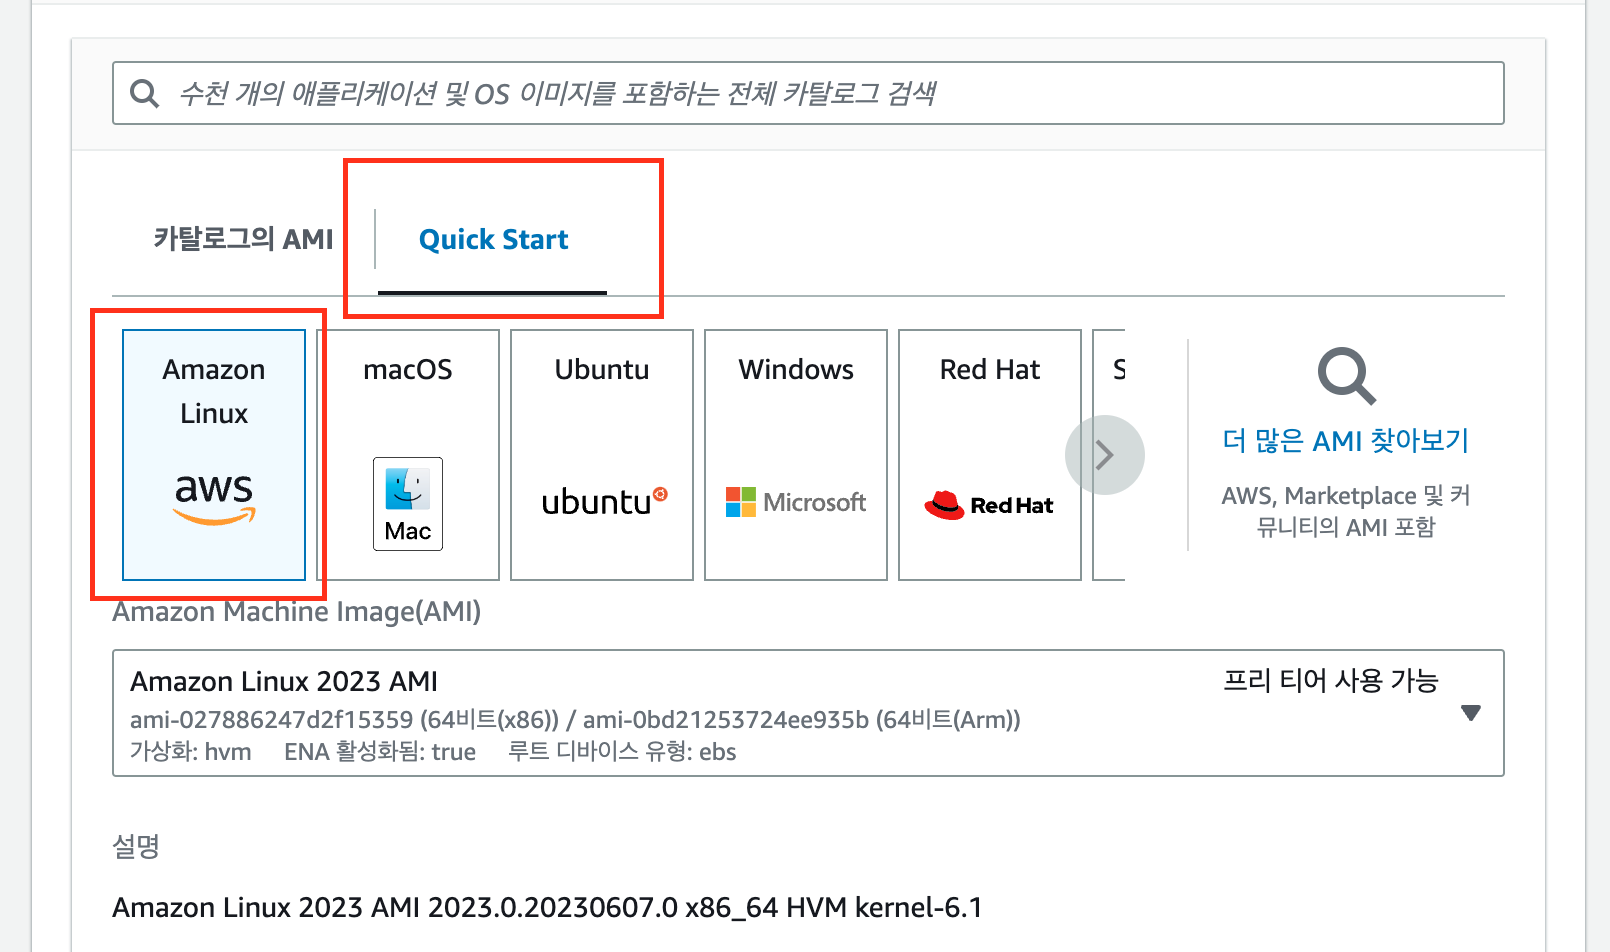 수천 개의 애플리케이션 및 OS 이미지를 포함하는 전체 카탈로그 검색
카탈로그의 AMI
Quick Start
Amazon
Linux
aws
macOS
Mac
Ubuntu
ubuntu
Windows
Microsoft
Red Hat
Red Hat
S
더 많은 AMI 찾아보기
AWS, Marketplace 및 커
뮤니티의 AMI 포함
Amazon Machine Image(AMI)
Amazon Linux 2023 AMI
프리 티어 사용 가능
ami-027886247d2f15359 (64비트(x86)) / ami-0bd21253724ee935b (64비트(Arm))
가상화: hvm ENA 활성화됨: true 루트 디바이스 유형: ebs
설명
Amazon Linux 2023 AMI 2023.0.20230607.0 x86_64 HVM kernel-6.1